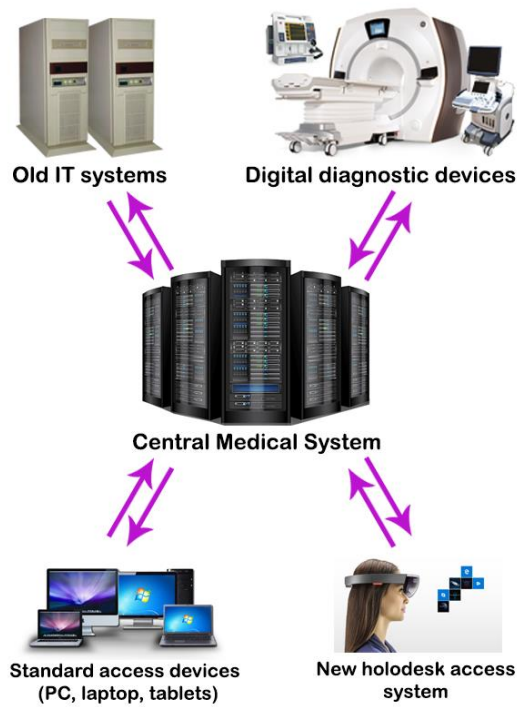 Old IT systems
Digital diagnostic devices
Central Medical System
Standard access devices
(PC, laptop, tablets)
New holodesk access
system